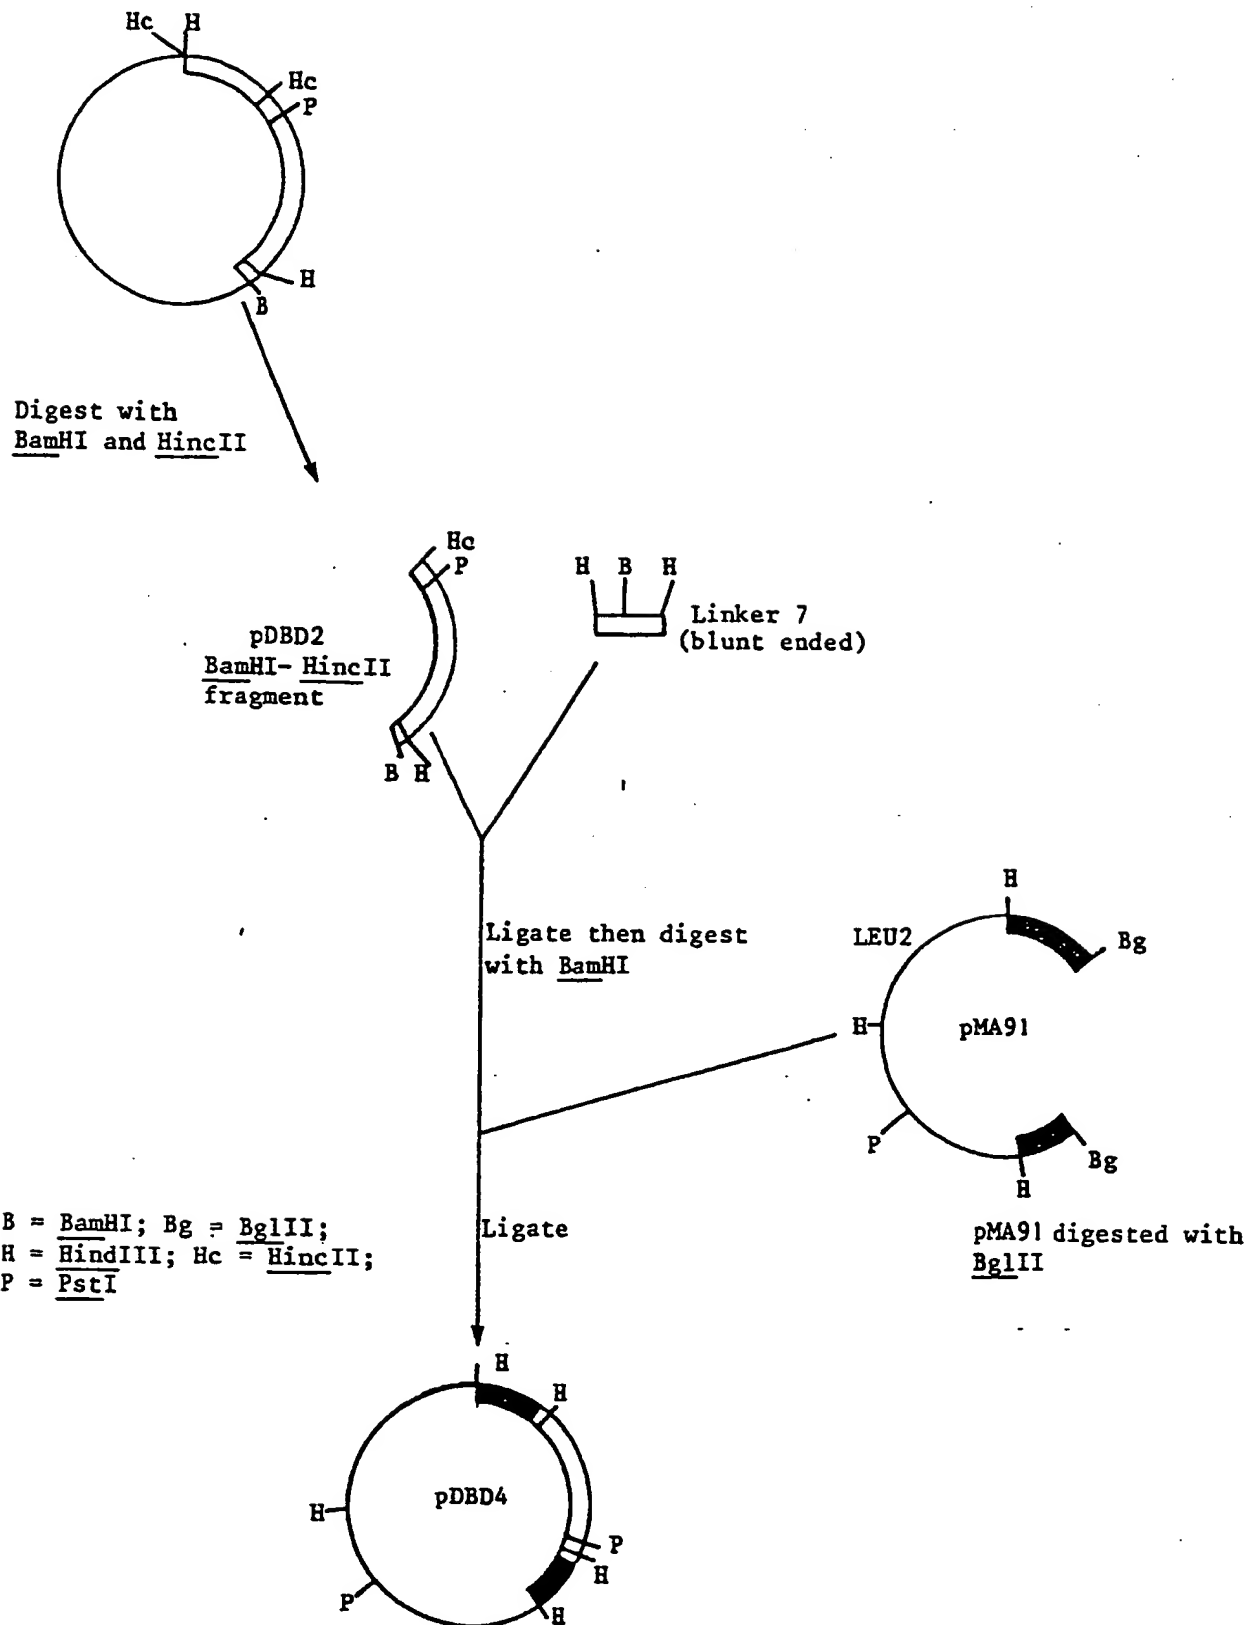 Hc H
Hc
P
H
B
Digest with
BamHI and HincII
Hc
P
pDBD2
BamHI- HincII
fragment
B H
H B H
Linker 7
(blunt ended)
Ligate then digest
with BamHI
H
LEU2
Bg
H
pMA91
P
Bg
H
pMA91 digested with
BglII
B = BamHI; Bg = BglII;
H = HindIII; Hc = HincII;
P = PstI
Ligate
H
H
H
pDBD4
P
H
P
H